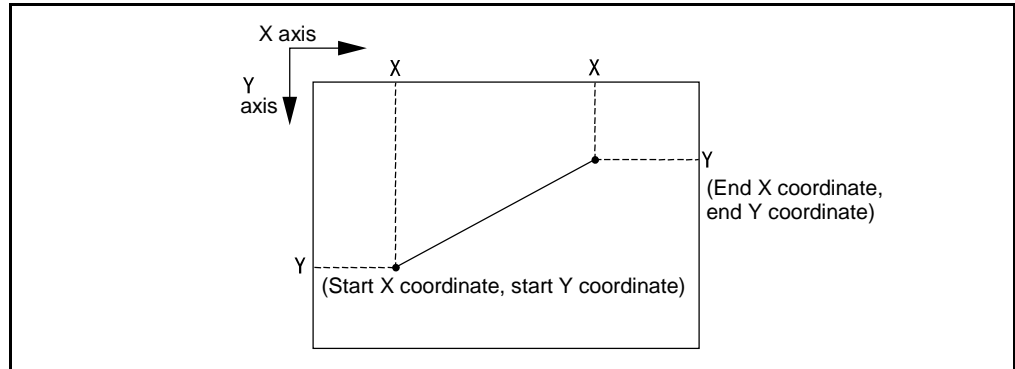 X axis
X
X
Y
axis
Y
(End X coordinate,
end Y coordinate)
Y
(Start X coordinate, start Y coordinate)